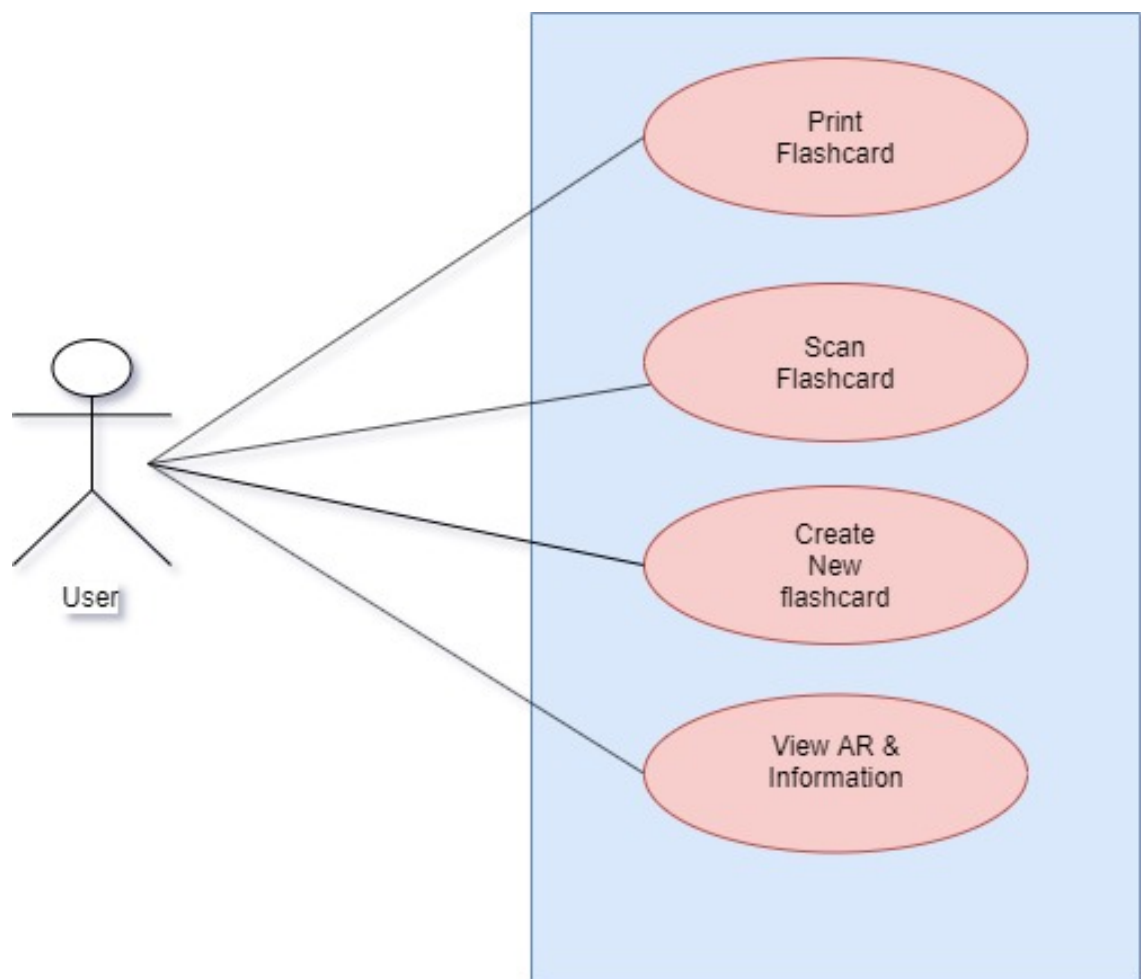 Print
Flashcard
Scan
Flashcard
Create
New
flashcard
User
View AR &
Information